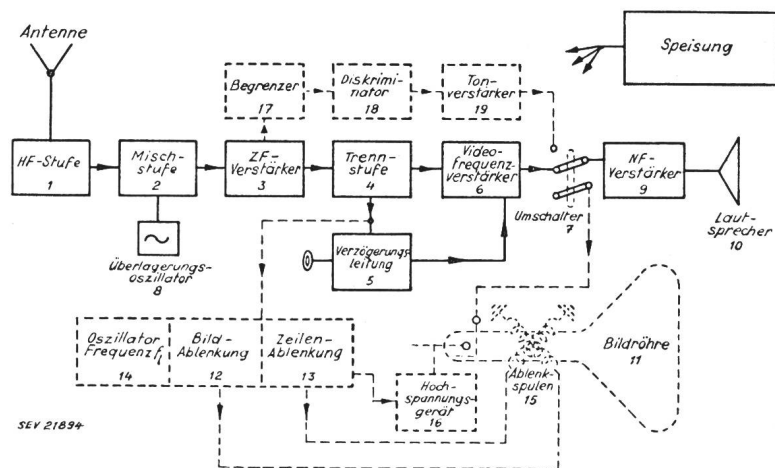 Antenne
Speisung
Begrenzer
17
Diskrimi-
nator
18
Ton-
verstärker
19
HF-Stufe
1
Misch-
stufe
2
ZF-
Verstärker
3
Trenn-
stufe
4
Video-
frequenz-
verstärker
6
NF-
Verstärker
9
Umschalter
7
Laut-
sprecher
10
Überlagerungs-
oszillator
8
Verzögerungs-
leitung
5
Oszillator
Frequenz f₁
14
Bild-
Ablenkung
12
Zeilen-
Ablenkung
13
Hoch-
spannungs-
gerät
16
Ablenk-
spulen
15
Bildröhre
11
SEV 21894